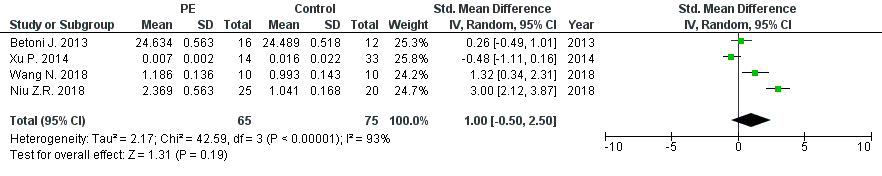 PE Control Std. Mean Difference Std. Mean Difference
Study or Subgroup Mean SD Total Mean SD Total Weight IV, Random, 95% CI Year IV, Random, 95% CI
Betoni J. 2013 24.634 0.563 16 24.489 0.518 12 25.3% 0.26 [-0.49, 1.01] 2013
Xu P. 2014 0.007 0.002 14 0.016 0.022 33 25.8% -0.48 [-1.11, 0.16] 2014
Wang N. 2018 1.186 0.136 10 0.993 0.143 10 24.2% 1.32 [0.34, 2.31] 2018
Niu Z.R. 2018 2.369 0.563 25 1.041 0.168 20 24.7% 3.00 [2.12, 3.87] 2018
Total (95% CI) 65 75 100.0% 1.00 [-0.50, 2.50]
Heterogeneity: Tau² = 2.17; Chi² = 42.59, df = 3 (P < 0.00001); I² = 93%
Test for overall effect: Z = 1.31 (P = 0.19)
-10 -5 0 5 10